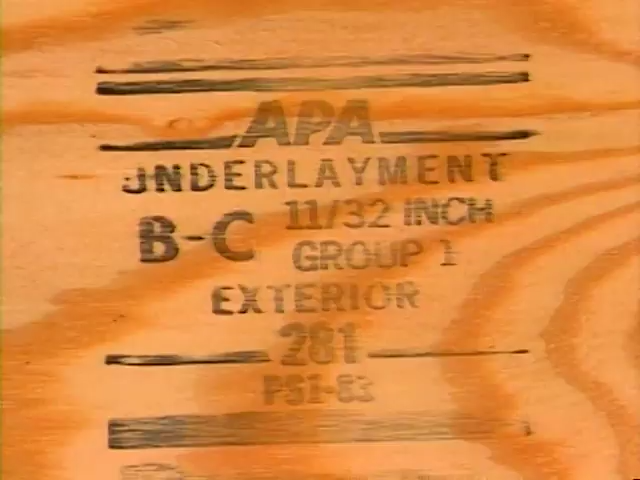 APA
UNDERLAYMENT
B-C 11/32 INCH
GROUP 1
EXTERIOR
281
PS1-83